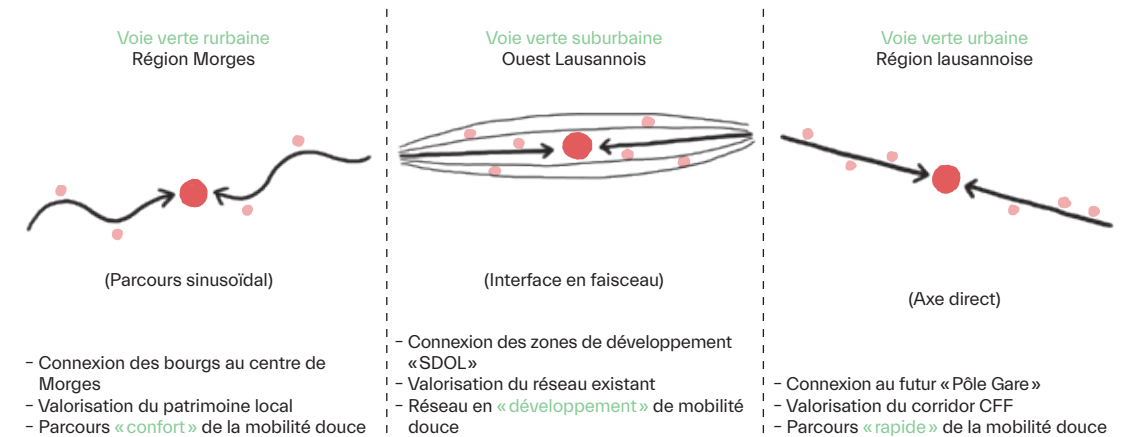 Voie verte rurbaine
Région Morges
(Parcours sinusoïdal)
– Connexion des bourgs au centre de
Morges
– Valorisation du patrimoine local
– Parcours «confort» de la mobilité douce
Voie verte suburbaine
Ouest Lausannois
(Interface en faisceau)
– Connexion des zones de développement
«SDOL»
– Valorisation du réseau existant
– Réseau en «développement» de mobilité
douce
Voie verte urbaine
Région lausannoise
(Axe direct)
– Connexion au futur «Pôle Gare»
– Valorisation du corridor CFF
– Parcours «rapide» de la mobilité douce